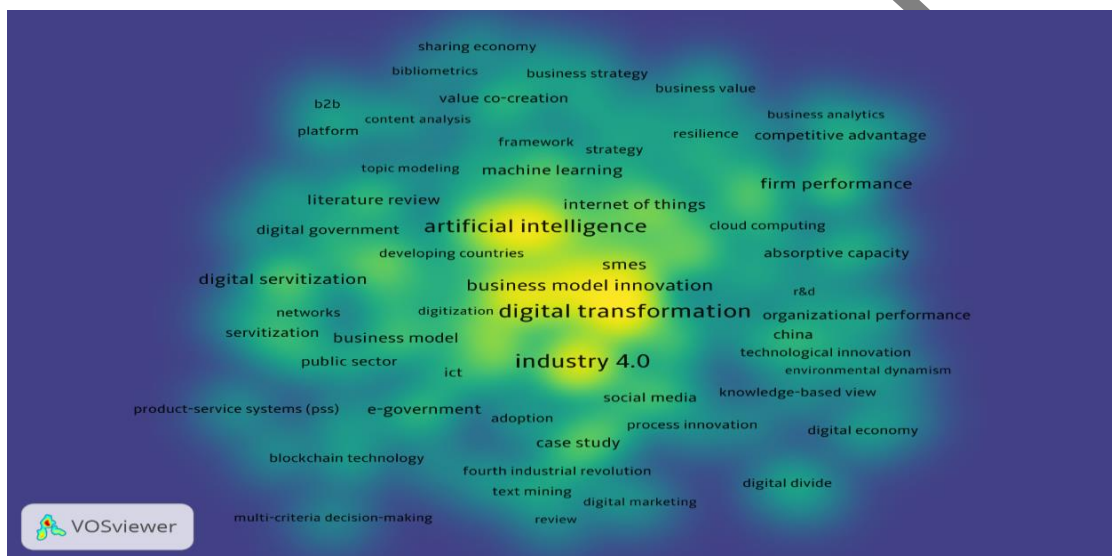 sharing economy
bibliometrics
business strategy
business value
b2b
value co-creation
business analytics
content analysis
platform
resilience
competitive advantage
framework
strategy
topic modeling
machine learning
firm performance
literature review
internet of things
digital government
artificial intelligence
cloud computing
developing countries
absorptive capacity
smes
digital servitization
business model innovation
r&d
networks
digitization
digital transformation
organizational performance
servitization
business model
china
public sector
industry 4.0
technological innovation
ict
environmental dynamism
social media
knowledge-based view
product-service systems (pss)
e-government
adoption
process innovation
digital economy
case study
blockchain technology
fourth industrial revolution
digital divide
text mining
digital marketing
multi-criteria decision-making
review
VOSviewer